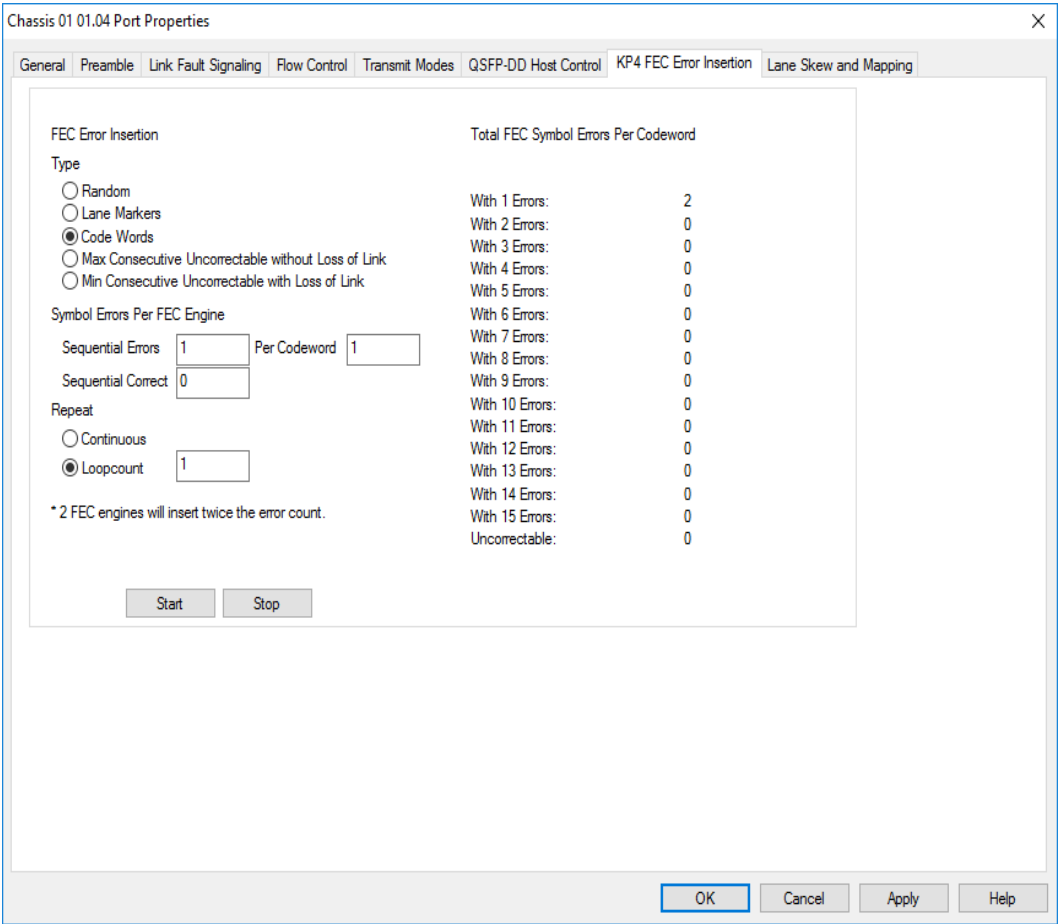 Chassis 01 01.04 Port Properties
General Preamble Link Fault Signaling Flow Control Transmit Modes QSFP-DD Host Control KP4 FEC Error Insertion Lane Skew and Mapping
FEC Error Insertion
Type
Random
Lane Markers
Code Words
Max Consecutive Uncorrectable without Loss of Link
Min Consecutive Uncorrectable with Loss of Link
Symbol Errors Per FEC Engine
Sequential Errors 1 Per Codeword 1
Sequential Correct 0
Repeat
Continuous
Loopcount 1
* 2 FEC engines will insert twice the error count.
Start Stop
Total FEC Symbol Errors Per Codeword
With 1 Errors: 2
With 2 Errors: 0
With 3 Errors: 0
With 4 Errors: 0
With 5 Errors: 0
With 6 Errors: 0
With 7 Errors: 0
With 8 Errors: 0
With 9 Errors: 0
With 10 Errors: 0
With 11 Errors: 0
With 12 Errors: 0
With 13 Errors: 0
With 14 Errors: 0
With 15 Errors: 0
Uncorrectable: 0
OK Cancel Apply Help